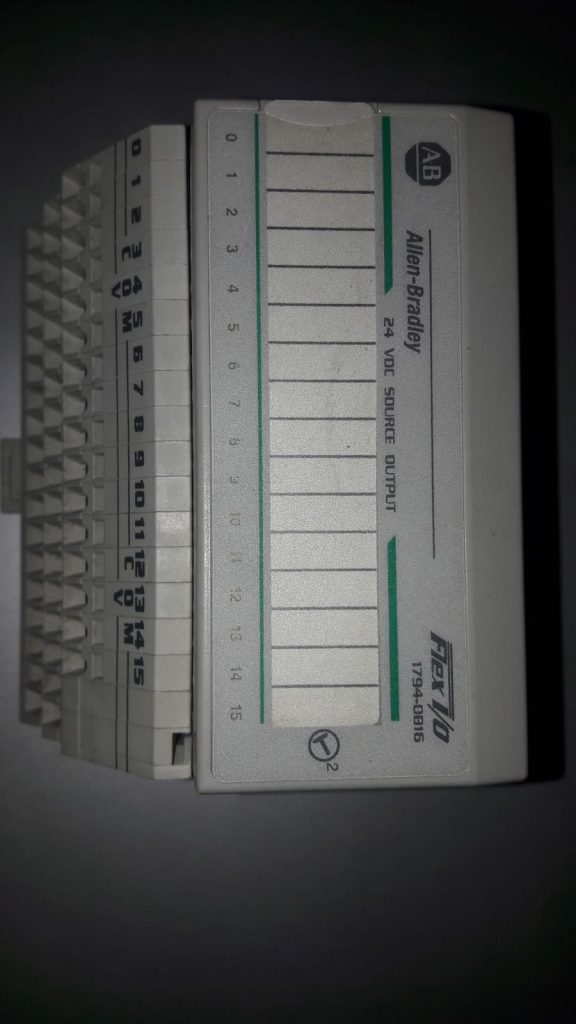 AB Allen-Bradley Flex I/O
1794-OB16
24 VDC SOURCE OUTPUT
2
0 1 2 3 4 5 6 7 8 9 10 11 12 13 14 15
0 1 2 3 4 5 6 7 8 9 10 11 12 13 14 15
C O M C O M
V V